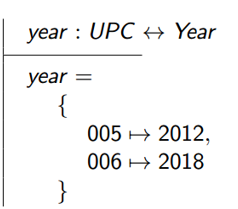 year : UPC ↔ Year
year =
{
005 ↦ 2012,
006 ↦ 2018
}